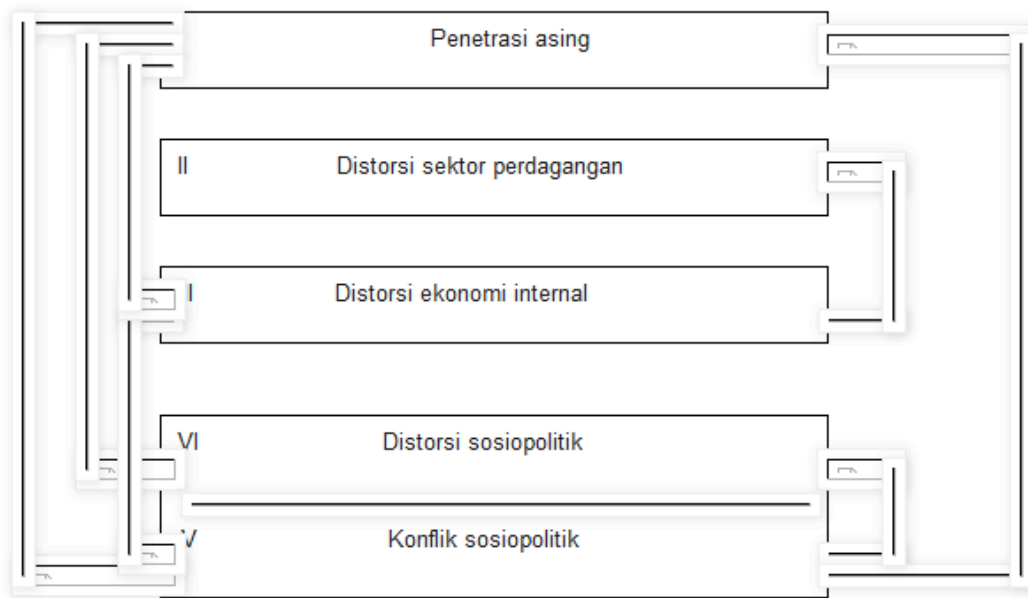 Penetrasi asing
II Distorsi sektor perdagangan
I Distorsi ekonomi internal
VI Distorsi sosiopolitik
V Konflik sosiopolitik